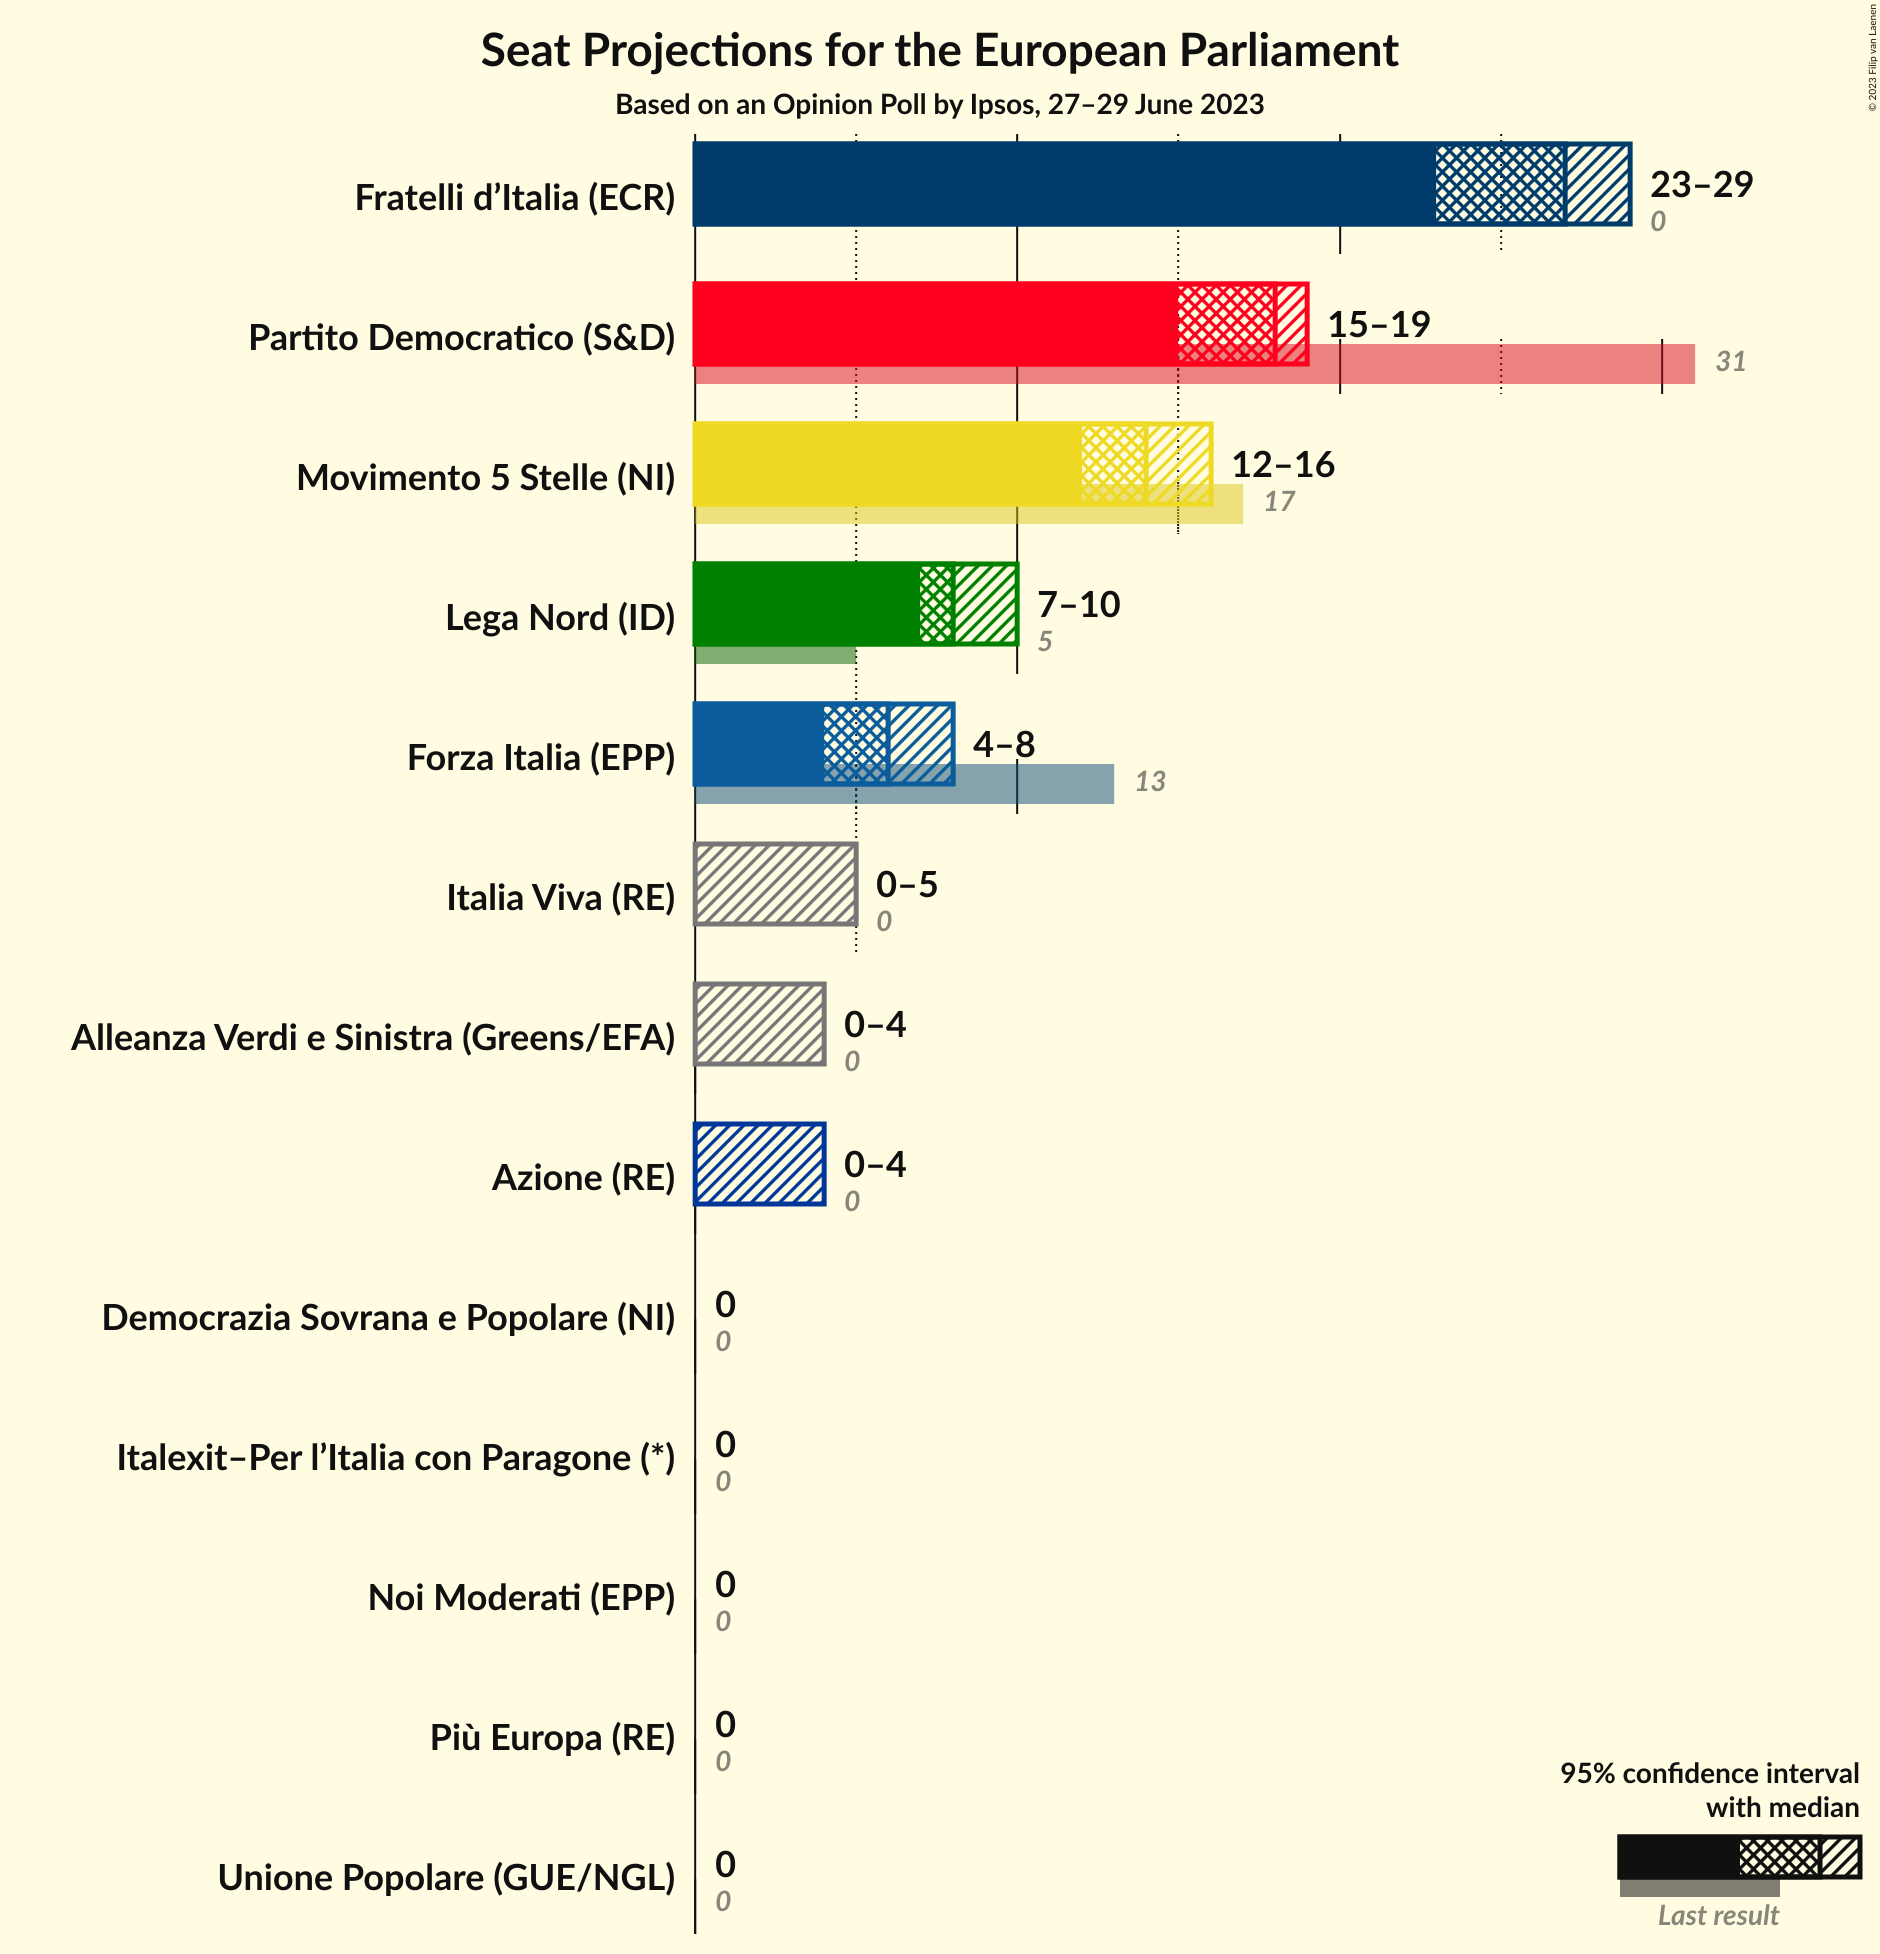 Seat Projections for the European Parliament
Based on an Opinion Poll by Ipsos, 27–29 June 2023
© 2023 Filip van Laenen
Fratelli d’Italia (ECR)
23–29
0
Partito Democratico (S&D)
15–19
31
Movimento 5 Stelle (NI)
12–16
17
Lega Nord (ID)
7–10
5
Forza Italia (EPP)
4–8
13
Italia Viva (RE)
0–5
0
Alleanza Verdi e Sinistra (Greens/EFA)
0–4
0
Azione (RE)
0–4
0
Democrazia Sovrana e Popolare (NI)
0
0
Italexit–Per l’Italia con Paragone (*)
0
0
Noi Moderati (EPP)
0
0
Più Europa (RE)
0
0
Unione Popolare (GUE/NGL)
0
0
95% confidence interval
with median
Last result